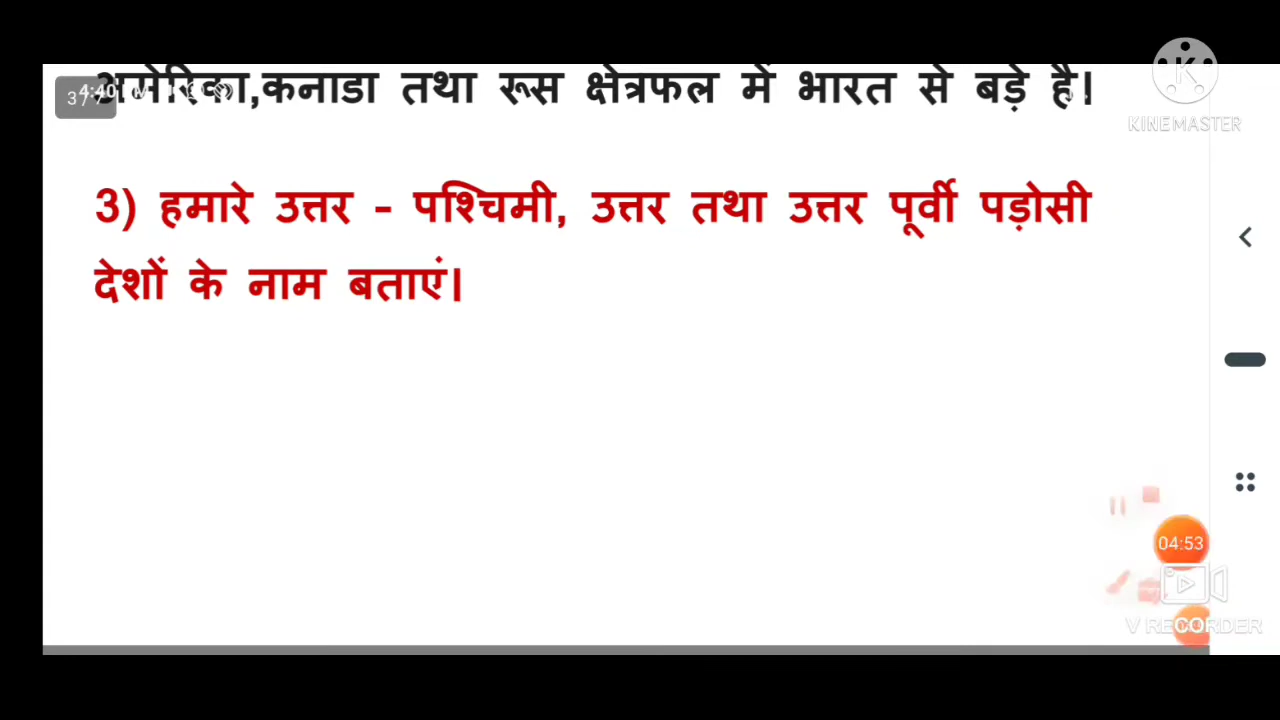 अमेरिका,कनाडा तथा रूस क्षेत्रफल में भारत से बड़े है।
KINEMASTER
3) हमारे उत्तर - पश्चिमी, उत्तर तथा उत्तर पूर्वी पड़ोसी
देशों के नाम बताएं।
04:53
V RECORDER